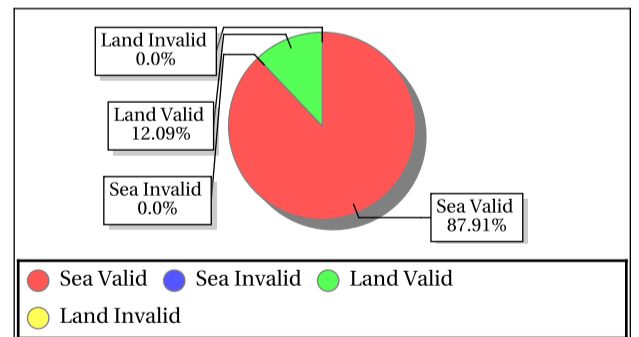 Land Invalid
0.0%
Land Valid
12.09%
Sea Invalid
0.0%
Sea Valid
87.91%
Sea Valid Sea Invalid Land Valid
Land Invalid